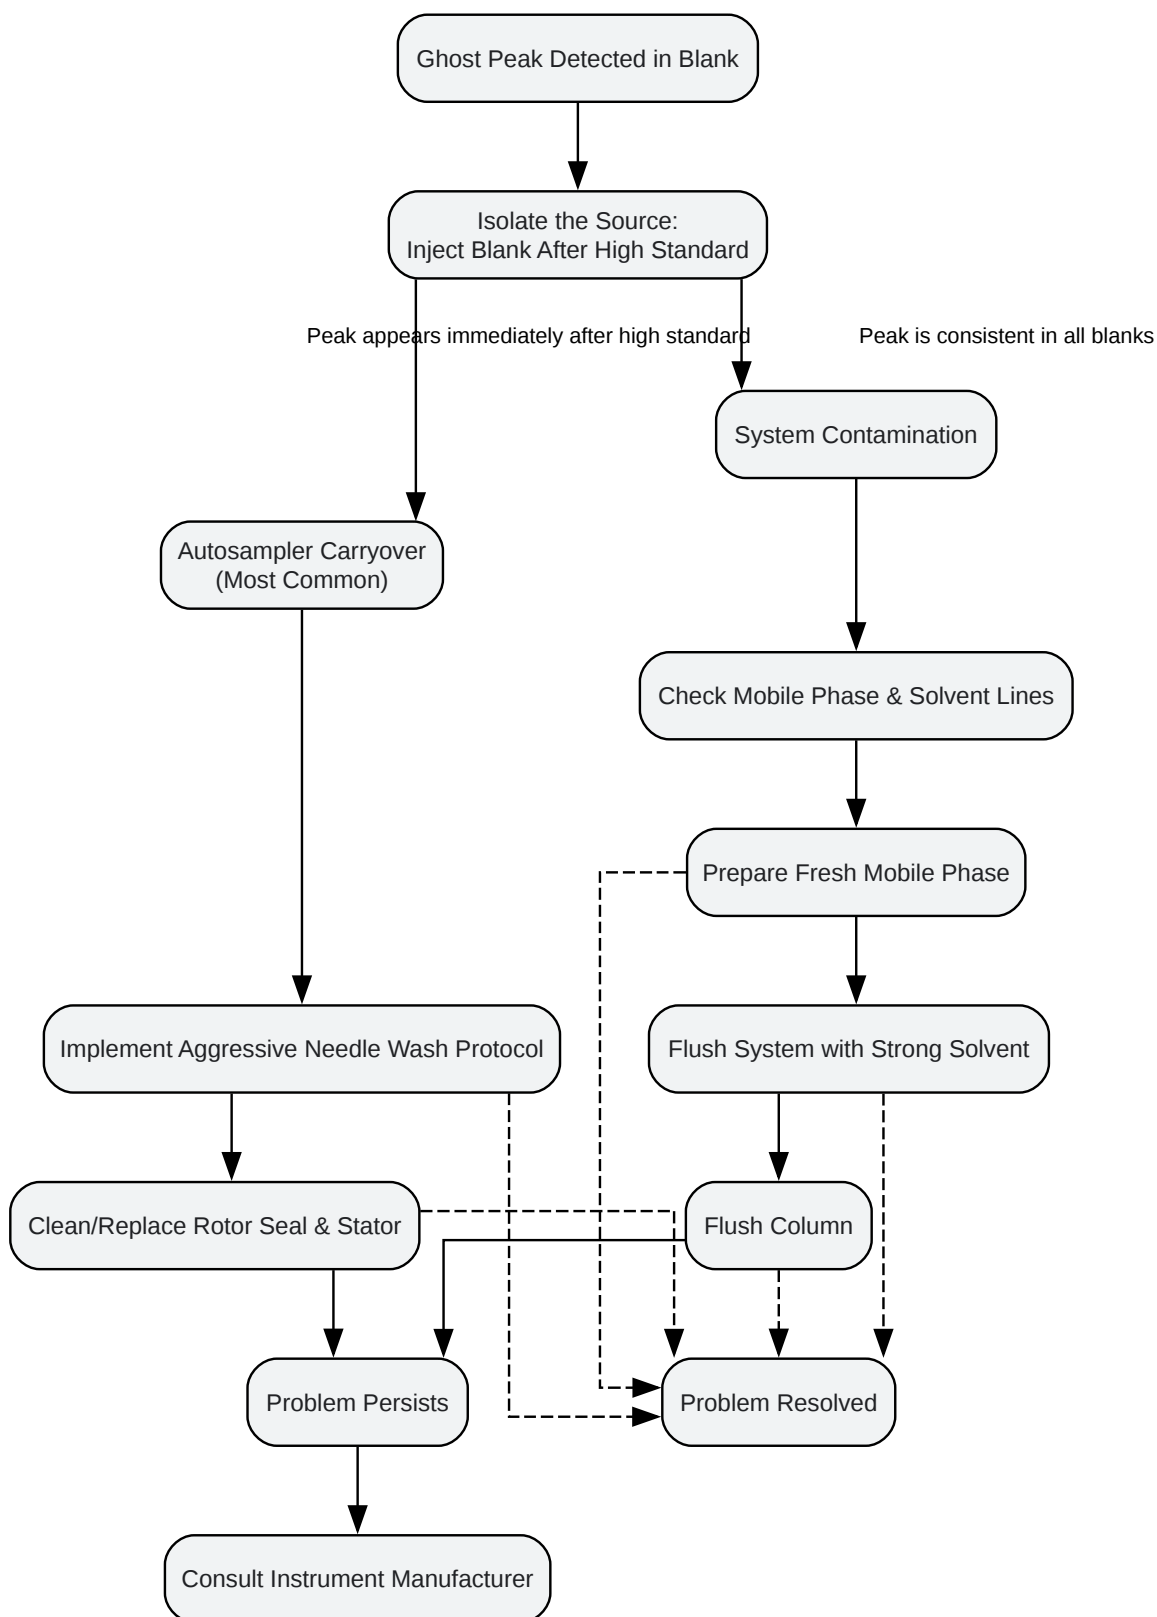 Ghost Peak Detected in Blank
Isolate the Source:
Inject Blank After High Standard
Peak appears immediately after high standard
Peak is consistent in all blanks
System Contamination
Autosampler Carryover
(Most Common)
Check Mobile Phase & Solvent Lines
Prepare Fresh Mobile Phase
Implement Aggressive Needle Wash Protocol
Flush System with Strong Solvent
Clean/Replace Rotor Seal & Stator
Flush Column
Problem Persists
Problem Resolved
Consult Instrument Manufacturer